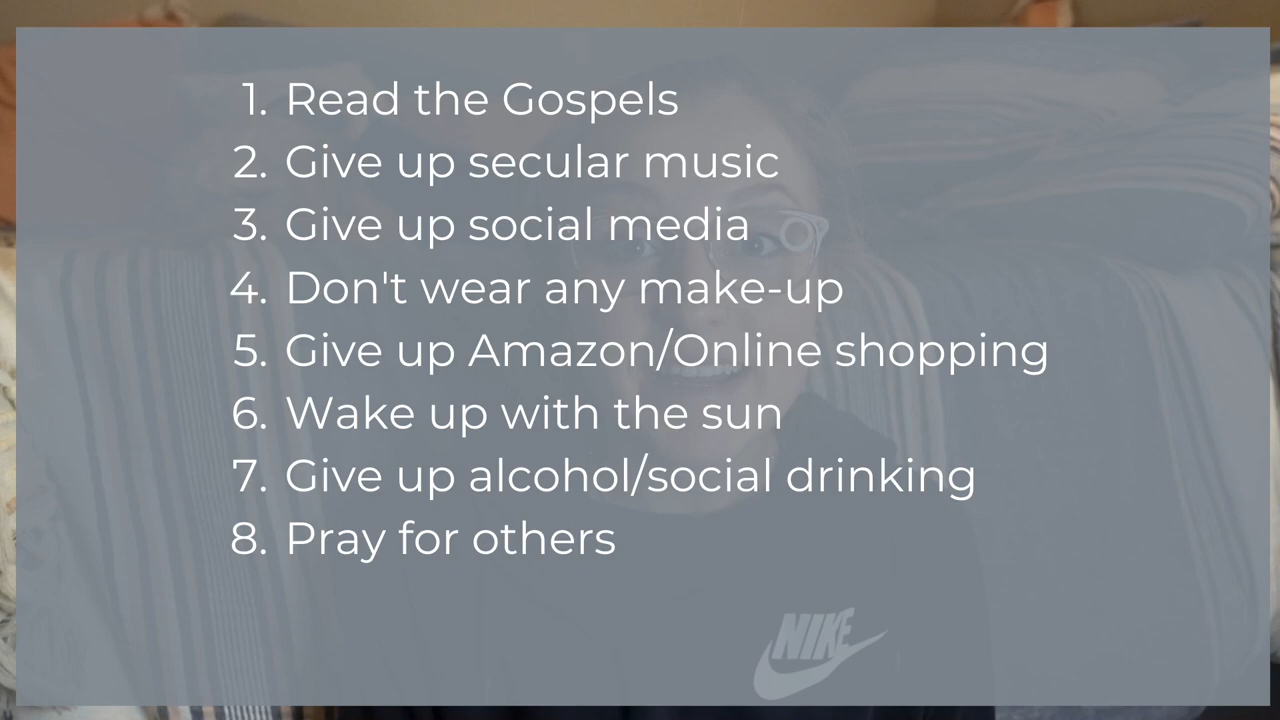 1. Read the Gospels
2. Give up secular music
3. Give up social media
4. Don't wear any make-up
5. Give up Amazon/Online shopping
6. Wake up with the sun
7. Give up alcohol/social drinking
8. Pray for others
NIKE